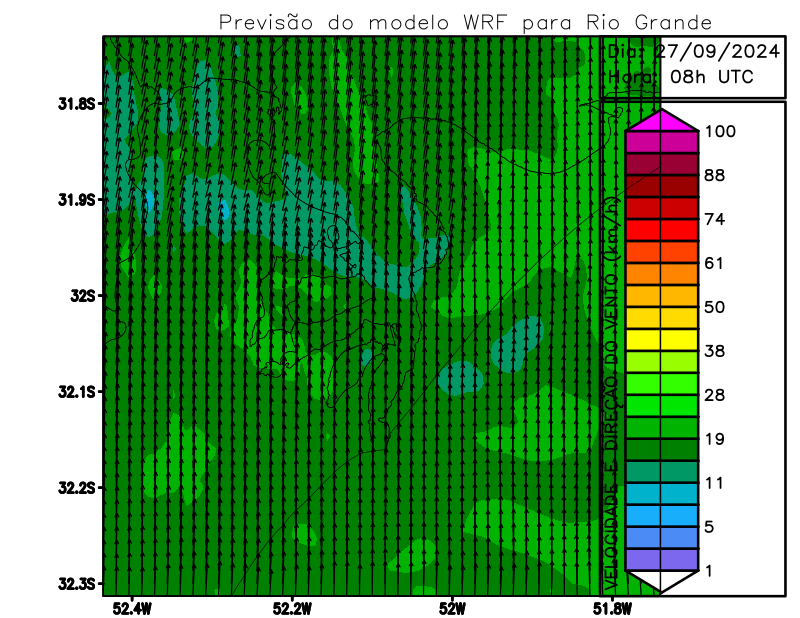 Previsão do modelo WRF para Rio Grande
Dia: 27/09/2024
Hora: 08h UTC
31.8S
31.9S
32S
32.1S
32.2S
32.3S
52.4W
52.2W
52W
51.8W
VELOCIDADE E DIREÇÃO DO VENTO (km/h)
100
88
74
61
50
38
28
19
11
5
1